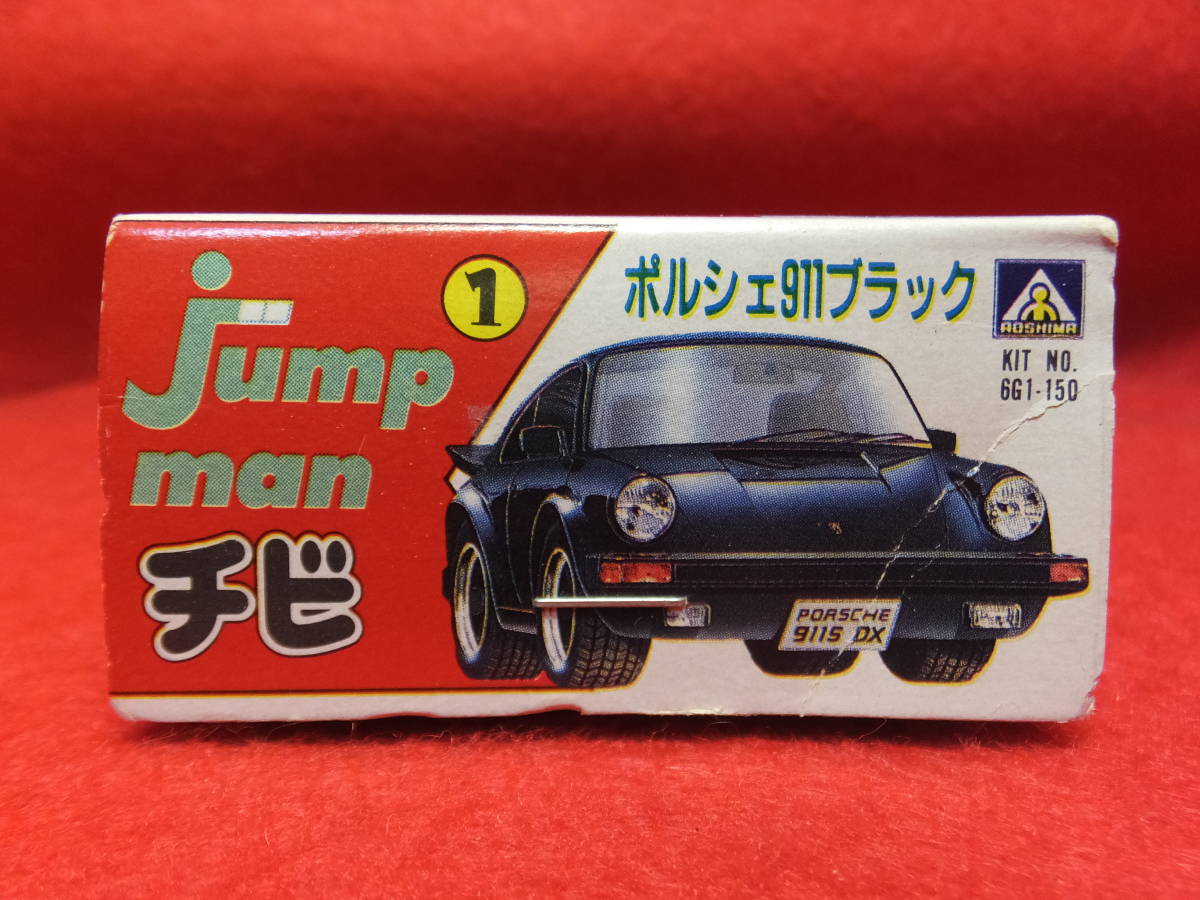 jump
man
チビ
1
ポルシェ911ブラック
AOSHIMA
KIT NO.
6G1-150
PORSCHE
911S DX